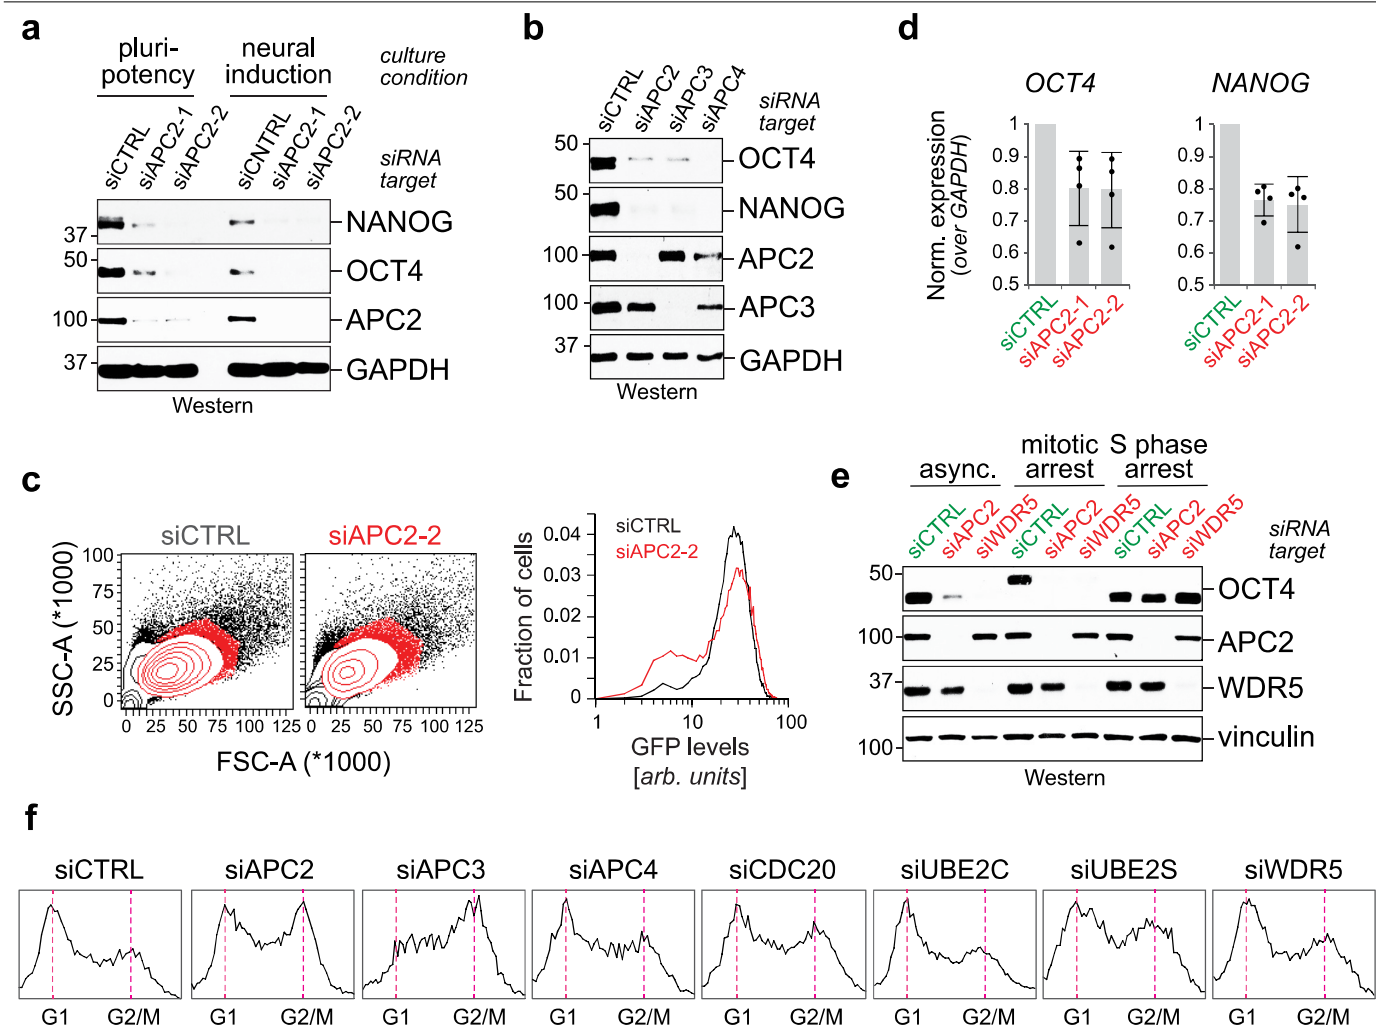 a
pluri-
potency
neural
induction
culture
condition
siCTRL
siAPC2-1
siAPC2-2
siCNTRL
siAPC2-1
siAPC2-2
siRNA
target
37
NANOG
50
OCT4
100
APC2
37
GAPDH
Western
b
siCTRL
siAPC2
siAPC3
siAPC4
siRNA
target
50
OCT4
50
NANOG
100
APC2
100
APC3
37
GAPDH
Western
d
OCT4
NANOG
Norm. expression
(over GAPDH)
1
0.9
0.8
0.7
0.6
0.5
siCTRL
siAPC2-1
siAPC2-2
1
0.9
0.8
0.7
0.6
0.5
siCTRL
siAPC2-1
siAPC2-2
c
siCTRL
siAPC2-2
SSC-A (*1000)
100
75
50
25
0
0 25 50 75 100 125
0 25 50 75 100 125
FSC-A (*1000)
Fraction of cells
0.04
0.03
0.02
0.01
0
siCTRL
siAPC2-2
1 10 100
GFP levels
[arb. units]
e
async.
mitotic
arrest
S phase
arrest
siCTRL
siAPC2
siWDR5
siCTRL
siAPC2
siWDR5
siCTRL
siAPC2
siWDR5
siRNA
target
50
OCT4
100
APC2
37
WDR5
100
vinculin
Western
f
siCTRL
siAPC2
siAPC3
siAPC4
siCDC20
siUBE2C
siUBE2S
siWDR5
G1 G2/M
G1 G2/M
G1 G2/M
G1 G2/M
G1 G2/M
G1 G2/M
G1 G2/M
G1 G2/M